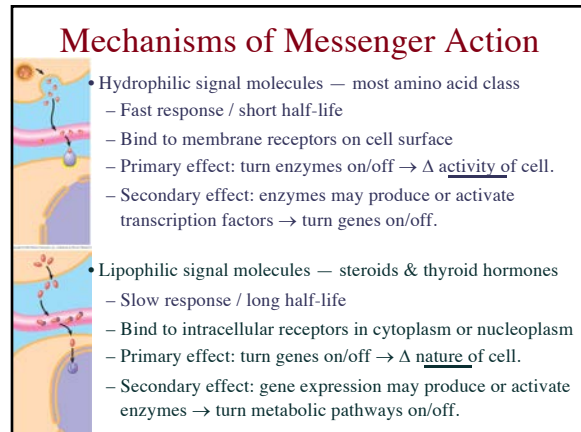 Mechanisms of Messenger Action
• Hydrophilic signal molecules — most amino acid class
– Fast response / short half-life
– Bind to membrane receptors on cell surface
– Primary effect: turn enzymes on/off → Δ activity of cell.
– Secondary effect: enzymes may produce or activate
transcription factors → turn genes on/off.
• Lipophilic signal molecules — steroids & thyroid hormones
– Slow response / long half-life
– Bind to intracellular receptors in cytoplasm or nucleoplasm
– Primary effect: turn genes on/off → Δ nature of cell.
– Secondary effect: gene expression may produce or activate
enzymes → turn metabolic pathways on/off.